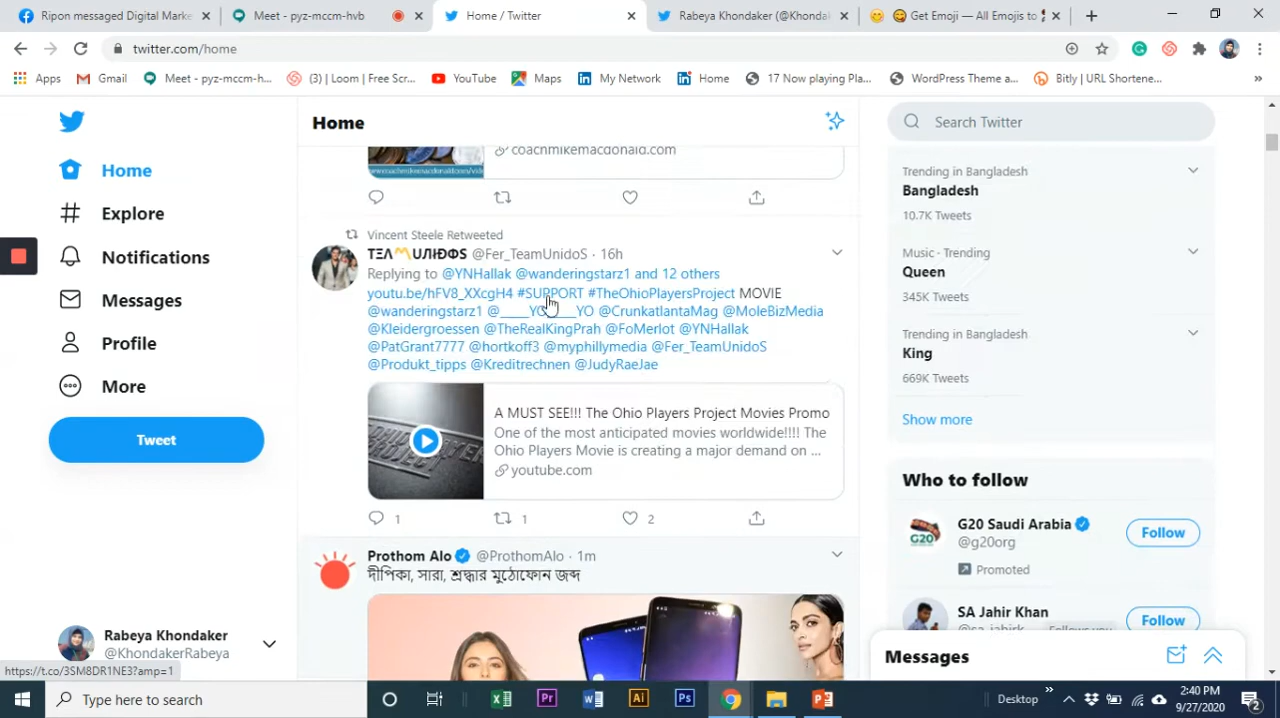 Ripon messaged Digital Marke
Meet - pyz-mccm-hvb
Home / Twitter
Rabeya Khondaker (@Khonda
Get Emoji — All Emojis to
twitter.com/home
Apps
Gmail
Meet - pyz-mccm-h...
(3) | Loom | Free Scr...
YouTube
Maps
My Network
Home
17 Now playing Pla...
WordPress Theme a...
Bitly | URL Shortene...
Home
Explore
Notifications
Messages
Profile
More
Tweet
Rabeya Khondaker
@KhondakerRabeya
https://t.co/3SM8DR1NE3?amp=1
Home
coachmikemacdonald.com
Vincent Steele Retweeted
@Fer_TeamUnidoS · 16h
Replying to @YNHallak @wanderingstarz1 and 12 others
youtu.be/hFV8_XXcgH4 #SUPPORT #TheOhioPlayersProject MOVIE
@wanderingstarz1 @_____YO YO @CrunkatlantaMag @MoleBizMedia
@Kleidergroessen @TheRealKingPrah @FoMerlot @YNHallak
@PatGrant7777 @hortkoff3 @myphillymedia @Fer_TeamUnidoS
@Produkt_tipps @Kreditrechnen @JudyRaeJae
A MUST SEE!!! The Ohio Players Project Movies Promo
One of the most anticipated movies worldwide!!!! The
Ohio Players Movie is creating a major demand on ...
youtube.com
1 1 2
Prothom Alo @ProthomAlo · 1m
দীপিকা, সারা, শ্রদ্ধার মুঠোফোন জব্দ
Search Twitter
Trending in Bangladesh
Bangladesh
10.7K Tweets
Music · Trending
Queen
345K Tweets
Trending in Bangladesh
King
669K Tweets
Show more
Who to follow
G20 Saudi Arabia
@g20org
Follow
Promoted
SA Jahir Khan
Follow
Follows you
Messages
Type here to search
Desktop
2:40 PM
9/27/2020
2